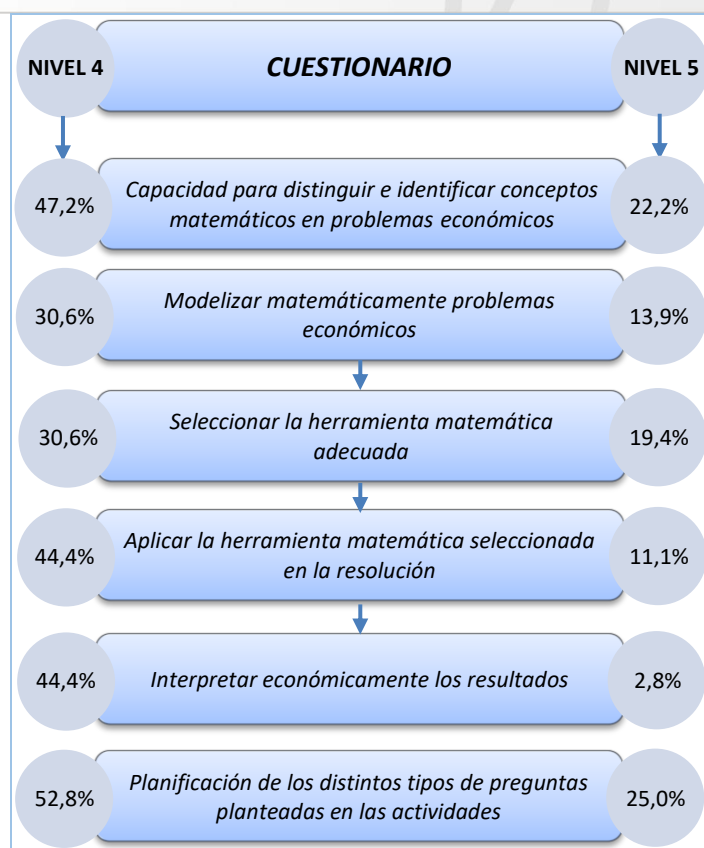 NIVEL 4
CUESTIONARIO
NIVEL 5
47,2%
Capacidad para distinguir e identificar conceptos
matemáticos en problemas económicos
22,2%
30,6%
Modelizar matemáticamente problemas
económicos
13,9%
30,6%
Seleccionar la herramienta matemática
adecuada
19,4%
44,4%
Aplicar la herramienta matemática seleccionada
en la resolución
11,1%
44,4%
Interpretar económicamente los resultados
2,8%
52,8%
Planificación de los distintos tipos de preguntas
planteadas en las actividades
25,0%